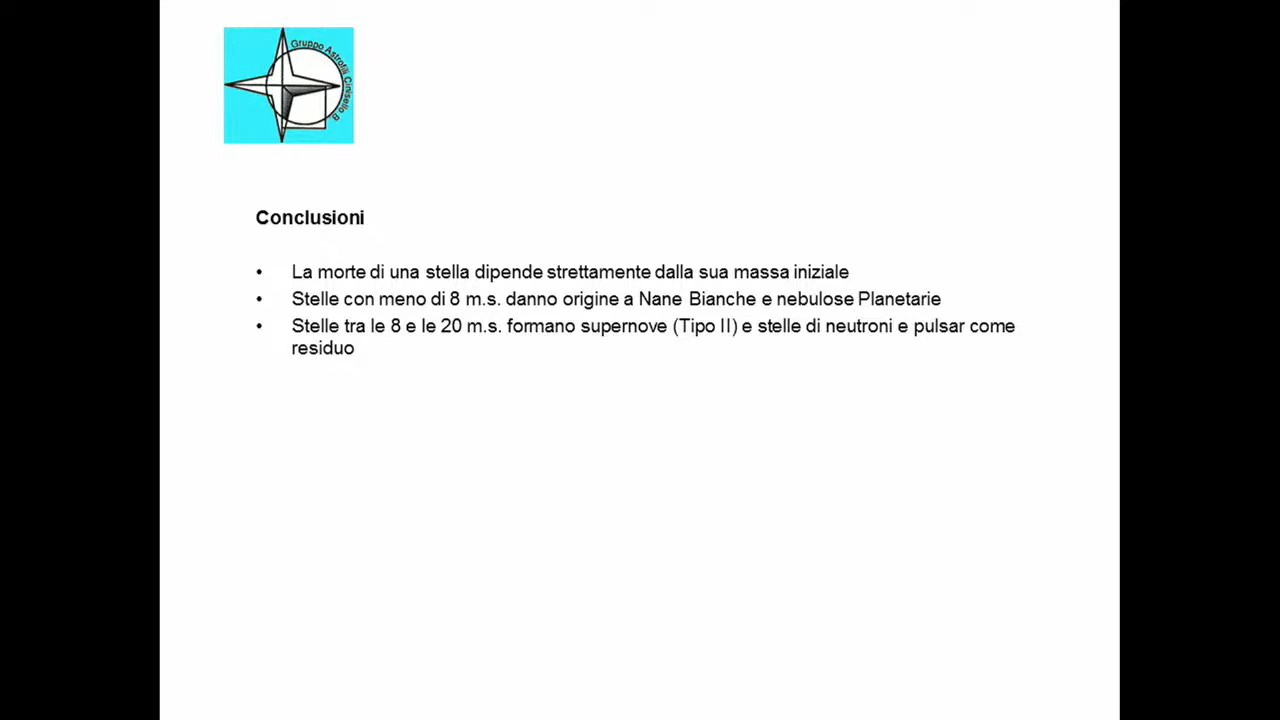 Gruppo Astrofili Cinisello B
Conclusioni
• La morte di una stella dipende strettamente dalla sua massa iniziale
• Stelle con meno di 8 m.s. danno origine a Nane Bianche e nebulose Planetarie
• Stelle tra le 8 e le 20 m.s. formano supernove (Tipo II) e stelle di neutroni e pulsar come
residuo